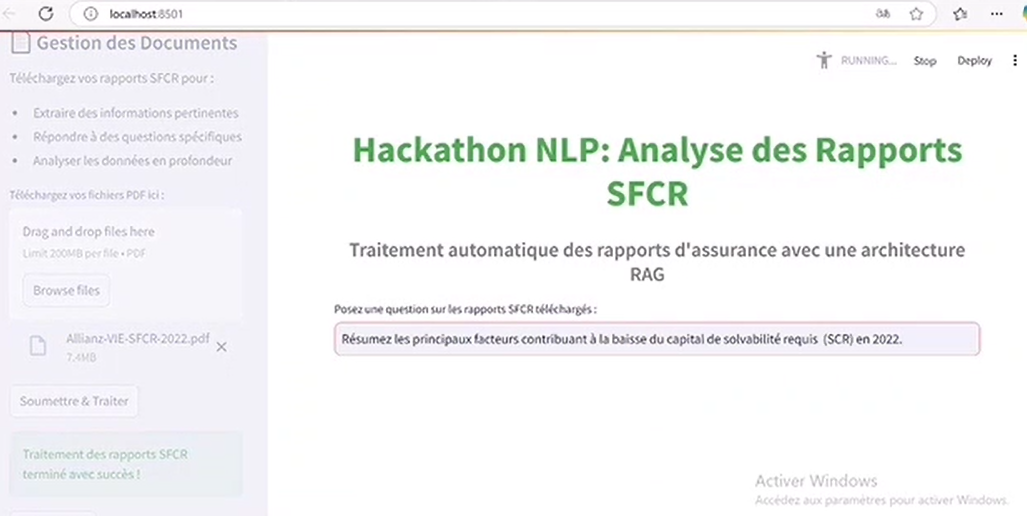 localhost:8501
Gestion des Documents
Téléchargez vos rapports SFCR pour :
Extraire des informations pertinentes
Répondre à des questions spécifiques
Analyser les données en profondeur
Téléchargez vos fichiers PDF ici :
Drag and drop files here
Limit 200MB per file • PDF
Browse files
Allianz-VIE-SFCR-2022.pdf
7.4MB
Soumettre & Traiter
Traitement des rapports SFCR
terminé avec succès !
RUNNING...
Stop
Deploy
Hackathon NLP: Analyse des Rapports
SFCR
Traitement automatique des rapports d'assurance avec une architecture
RAG
Posez une question sur les rapports SFCR téléchargés :
Résumez les principaux facteurs contribuant à la baisse du capital de solvabilité requis (SCR) en 2022.
Activer Windows
Accédez aux paramètres pour activer Windows.